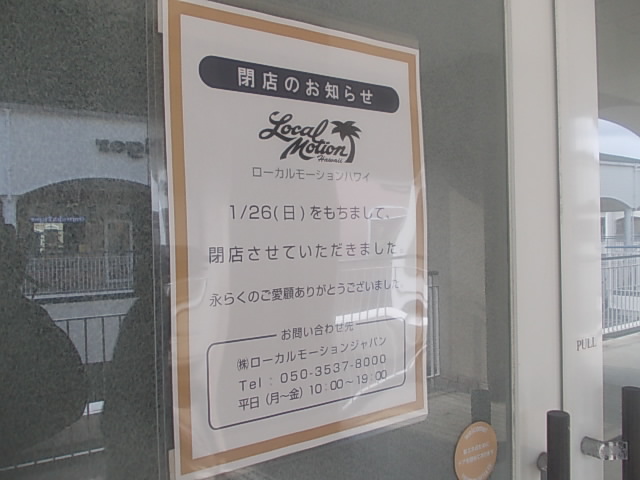 閉店のお知らせ
Local
Motion
Hawaii
ローカルモーションハワイ
1/26(日)をもちまして、
閉店させていただきました。
永らくのご愛顧ありがとうございました
お問い合わせ先
㈱ローカルモーションジャパン
Tel : 050-3537-8000
平日(月〜金)10:00〜19:00
PULL